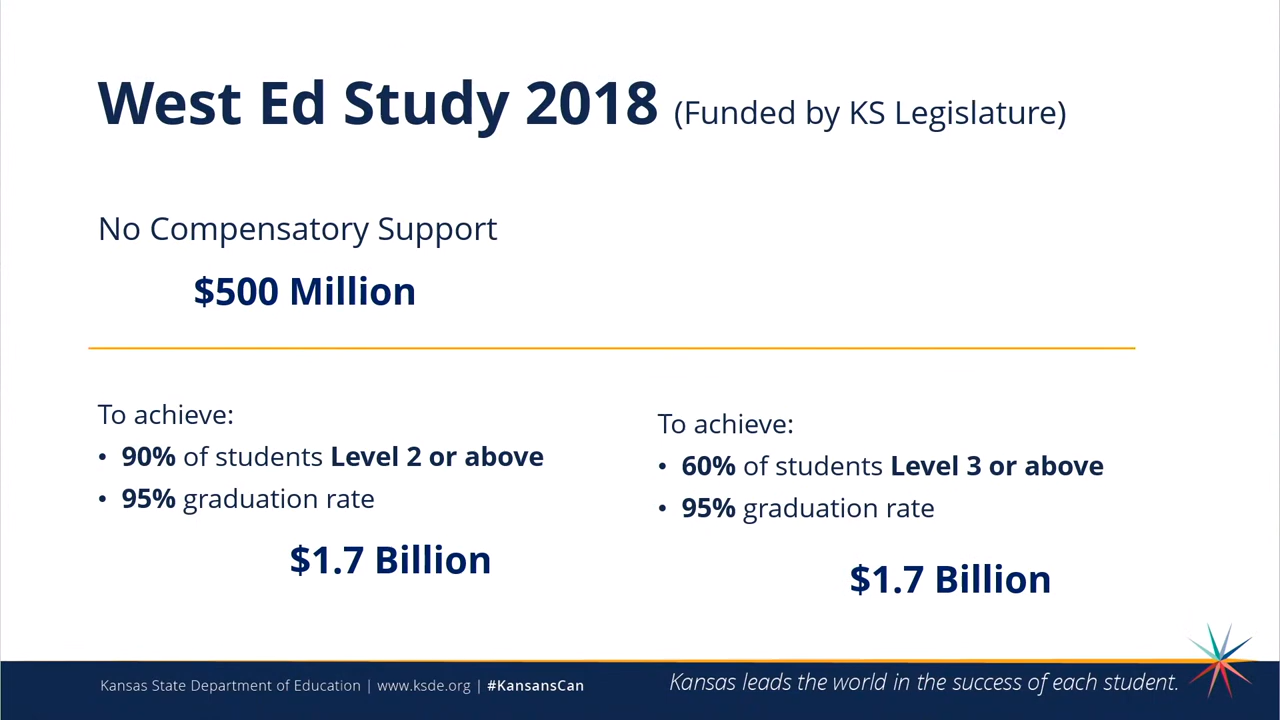 West Ed Study 2018 (Funded by KS Legislature)
No Compensatory Support
$500 Million
To achieve:
• 90% of students Level 2 or above
• 95% graduation rate
$1.7 Billion
To achieve:
• 60% of students Level 3 or above
• 95% graduation rate
$1.7 Billion
Kansas State Department of Education | www.ksde.org | #KansansCan
Kansas leads the world in the success of each student.